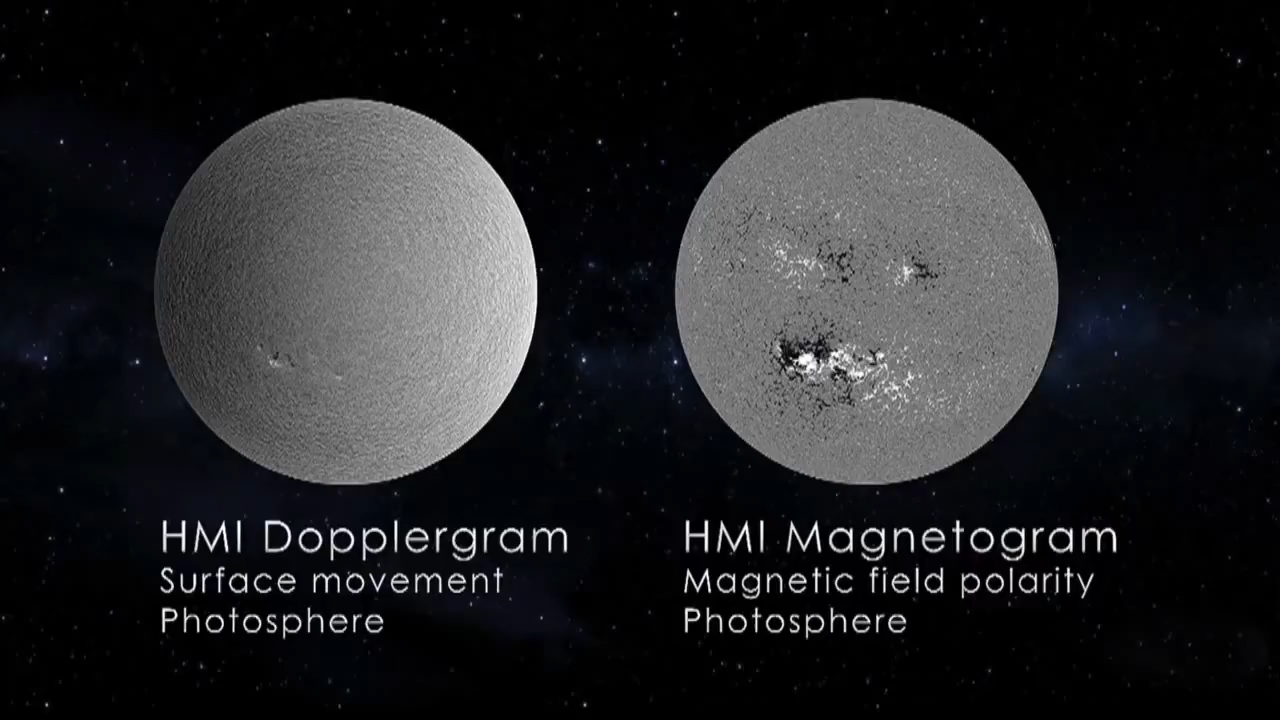 HMI Dopplergram
Surface movement
Photosphere
HMI Magnetogram
Magnetic field polarity
Photosphere